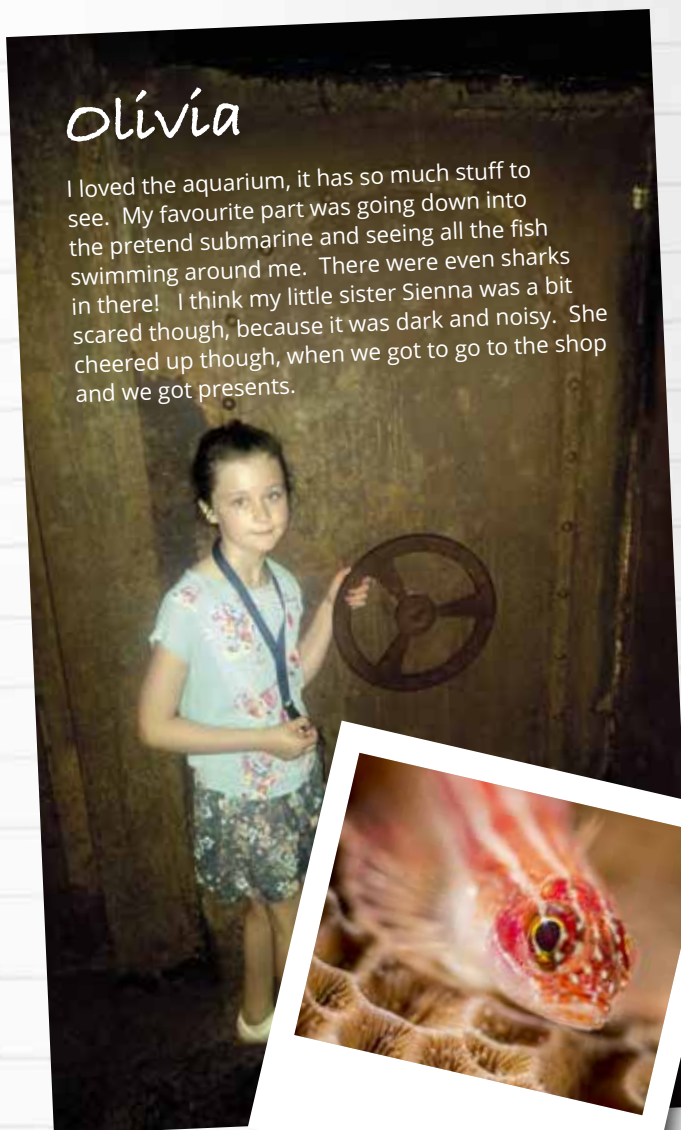 Olivia
I loved the aquarium, it has so much stuff to
see.  My favourite part was going down into
the pretend submarine and seeing all the fish
swimming around me.  There were even sharks
in there!   I think my little sister Sienna was a bit
scared though, because it was dark and noisy.  She
cheered up though, when we got to go to the shop
and we got presents.